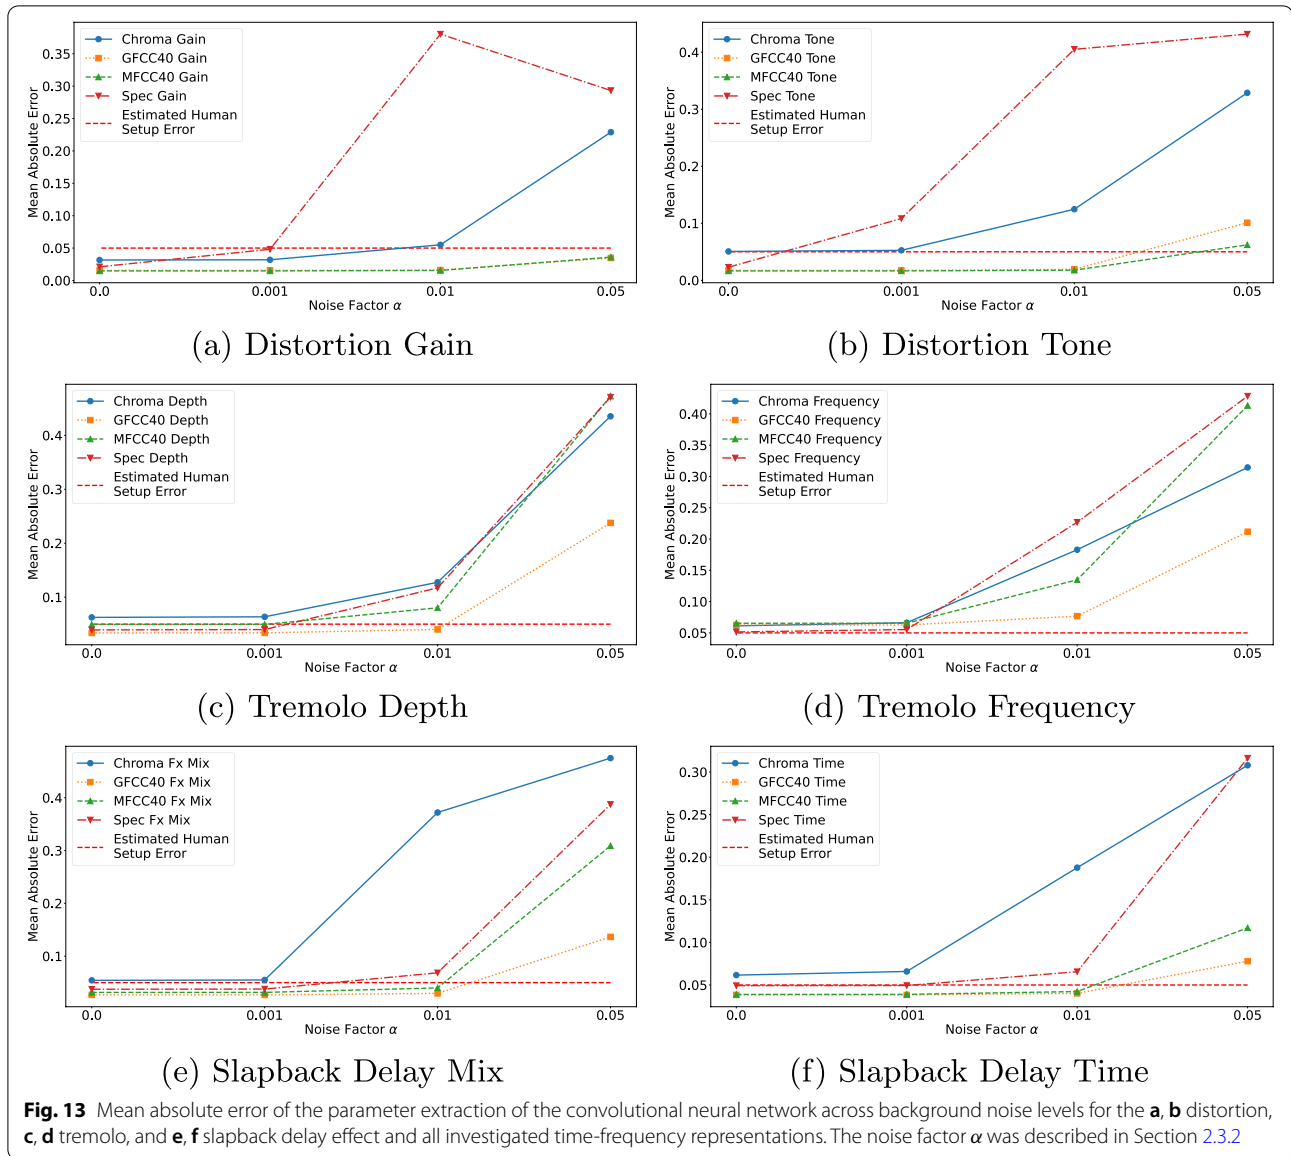 Chroma Gain
GFCC40 Gain
MFCC40 Gain
Spec Gain
Estimated Human
Setup Error
Mean Absolute Error
0.35
0.30
0.25
0.20
0.15
0.10
0.05
0.00
0.0 0.001 0.01 0.05
Noise Factor α
(a) Distortion Gain
Chroma Tone
GFCC40 Tone
MFCC40 Tone
Spec Tone
Estimated Human
Setup Error
Mean Absolute Error
0.4
0.3
0.2
0.1
0.0
0.0 0.001 0.01 0.05
Noise Factor α
(b) Distortion Tone
Chroma Depth
GFCC40 Depth
MFCC40 Depth
Spec Depth
Estimated Human
Setup Error
Mean Absolute Error
0.4
0.3
0.2
0.1
0.0 0.001 0.01 0.05
Noise Factor α
(c) Tremolo Depth
Chroma Frequency
GFCC40 Frequency
MFCC40 Frequency
Spec Frequency
Estimated Human
Setup Error
Mean Absolute Error
0.40
0.35
0.30
0.25
0.20
0.15
0.10
0.05
0.0 0.001 0.01 0.05
Noise Factor α
(d) Tremolo Frequency
Chroma Fx Mix
GFCC40 Fx Mix
MFCC40 Fx Mix
Spec Fx Mix
Estimated Human
Setup Error
Mean Absolute Error
0.4
0.3
0.2
0.1
0.0 0.001 0.01 0.05
Noise Factor α
(e) Slapback Delay Mix
Chroma Time
GFCC40 Time
MFCC40 Time
Spec Time
Estimated Human
Setup Error
Mean Absolute Error
0.30
0.25
0.20
0.15
0.10
0.05
0.0 0.001 0.01 0.05
Noise Factor α
(f) Slapback Delay Time
Fig. 13 Mean absolute error of the parameter extraction of the convolutional neural network across background noise levels for the a, b distortion,
c, d tremolo, and e, f slapback delay effect and all investigated time-frequency representations. The noise factor α was described in Section 2.3.2